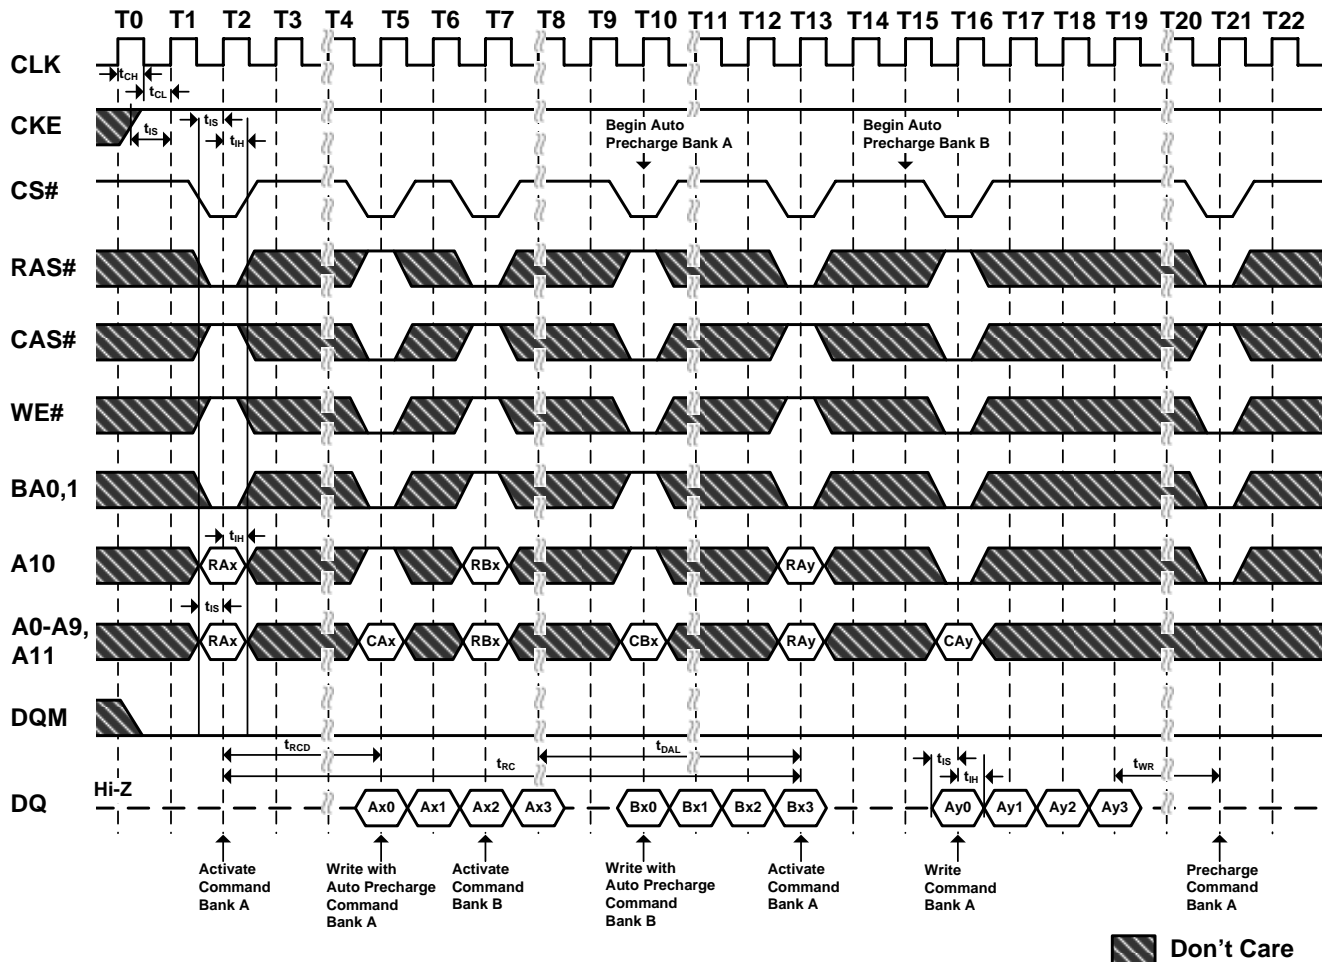 T0 T1 T2 T3 T4 T5 T6 T7 T8 T9 T10 T11 T12 T13 T14 T15 T16 T17 T18 T19 T20 T21 T22
CLK
tCH
tCL
CKE
tIS
tIS
tIH
Begin Auto
Precharge Bank A
Begin Auto
Precharge Bank B
CS#
RAS#
CAS#
WE#
BA0,1
tIH
A10
RAx RBx RAy
tIS
A0-A9,
A11
RAx CAx RBx CBx RAy CAy
DQM
tRCD
tDAL
tRC
tIS
tIH
tWR
Hi-Z
DQ
Ax0 Ax1 Ax2 Ax3 Bx0 Bx1 Bx2 Bx3 Ay0 Ay1 Ay2 Ay3
Activate
Command
Bank A
Write with
Auto Precharge
Command
Bank A
Activate
Command
Bank B
Write with
Auto Precharge
Command
Bank B
Activate
Command
Bank A
Write
Command
Bank A
Precharge
Command
Bank A
Don't Care